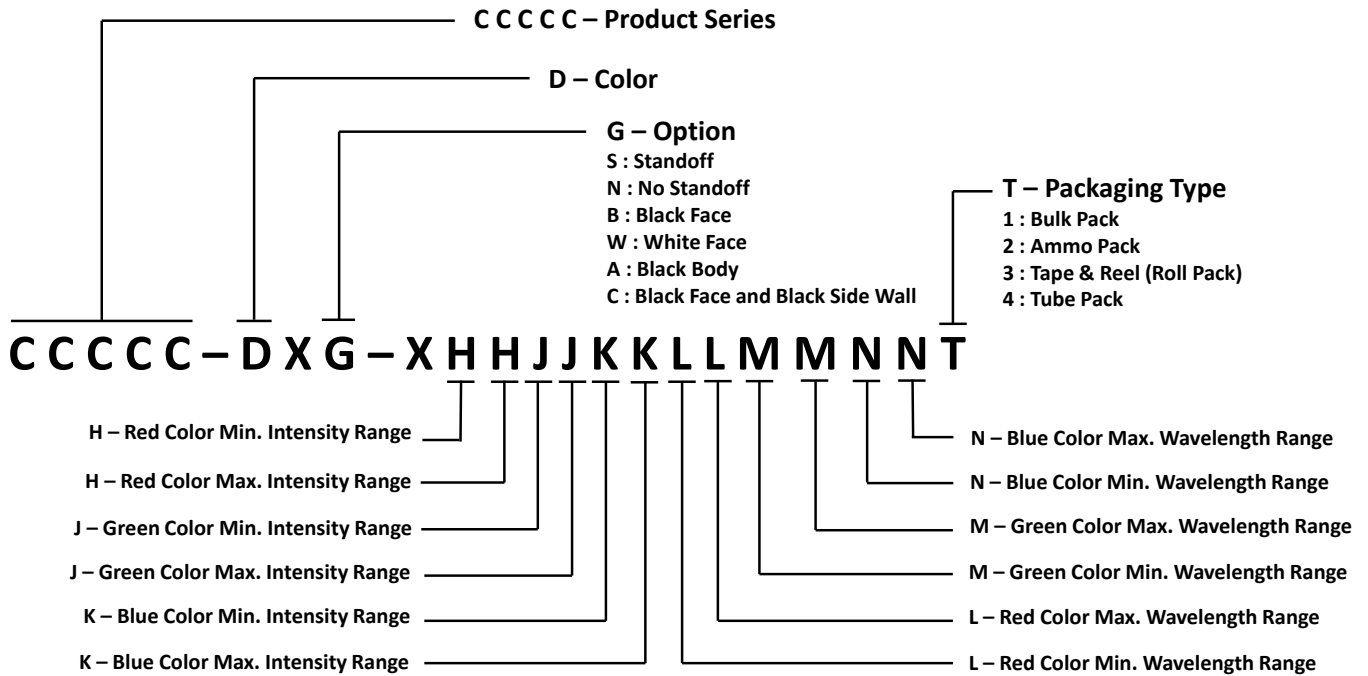 C C C C C – Product Series
D – Color
G – Option
S : Standoff
N : No Standoff
B : Black Face
W : White Face
A : Black Body
C : Black Face and Black Side Wall
T – Packaging Type
1 : Bulk Pack
2 : Ammo Pack
3 : Tape & Reel (Roll Pack)
4 : Tube Pack
C C C C C – D X G – X H H J J K K L L M M N N T
H – Red Color Min. Intensity Range
H – Red Color Max. Intensity Range
J – Green Color Min. Intensity Range
J – Green Color Max. Intensity Range
K – Blue Color Min. Intensity Range
K – Blue Color Max. Intensity Range
N – Blue Color Max. Wavelength Range
N – Blue Color Min. Wavelength Range
M – Green Color Max. Wavelength Range
M – Green Color Min. Wavelength Range
L – Red Color Max. Wavelength Range
L – Red Color Min. Wavelength Range